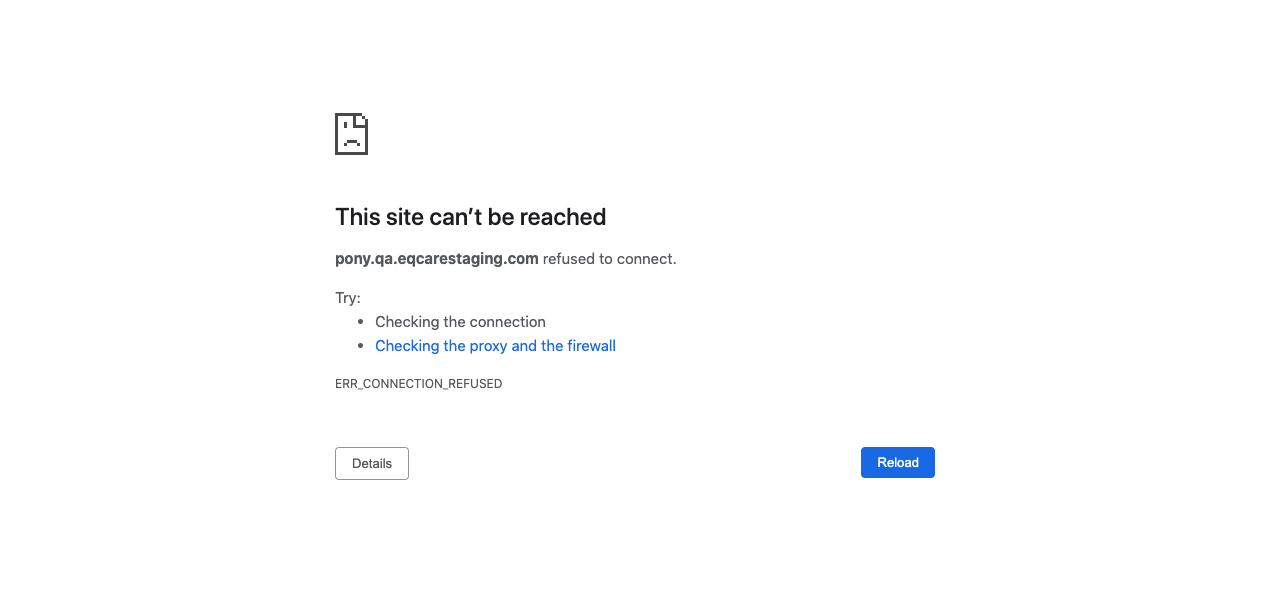 This site can’t be reached
pony.qa.eqcarestaging.com refused to connect.
Try:
Checking the connection
Checking the proxy and the firewall
ERR_CONNECTION_REFUSED
Details
Reload